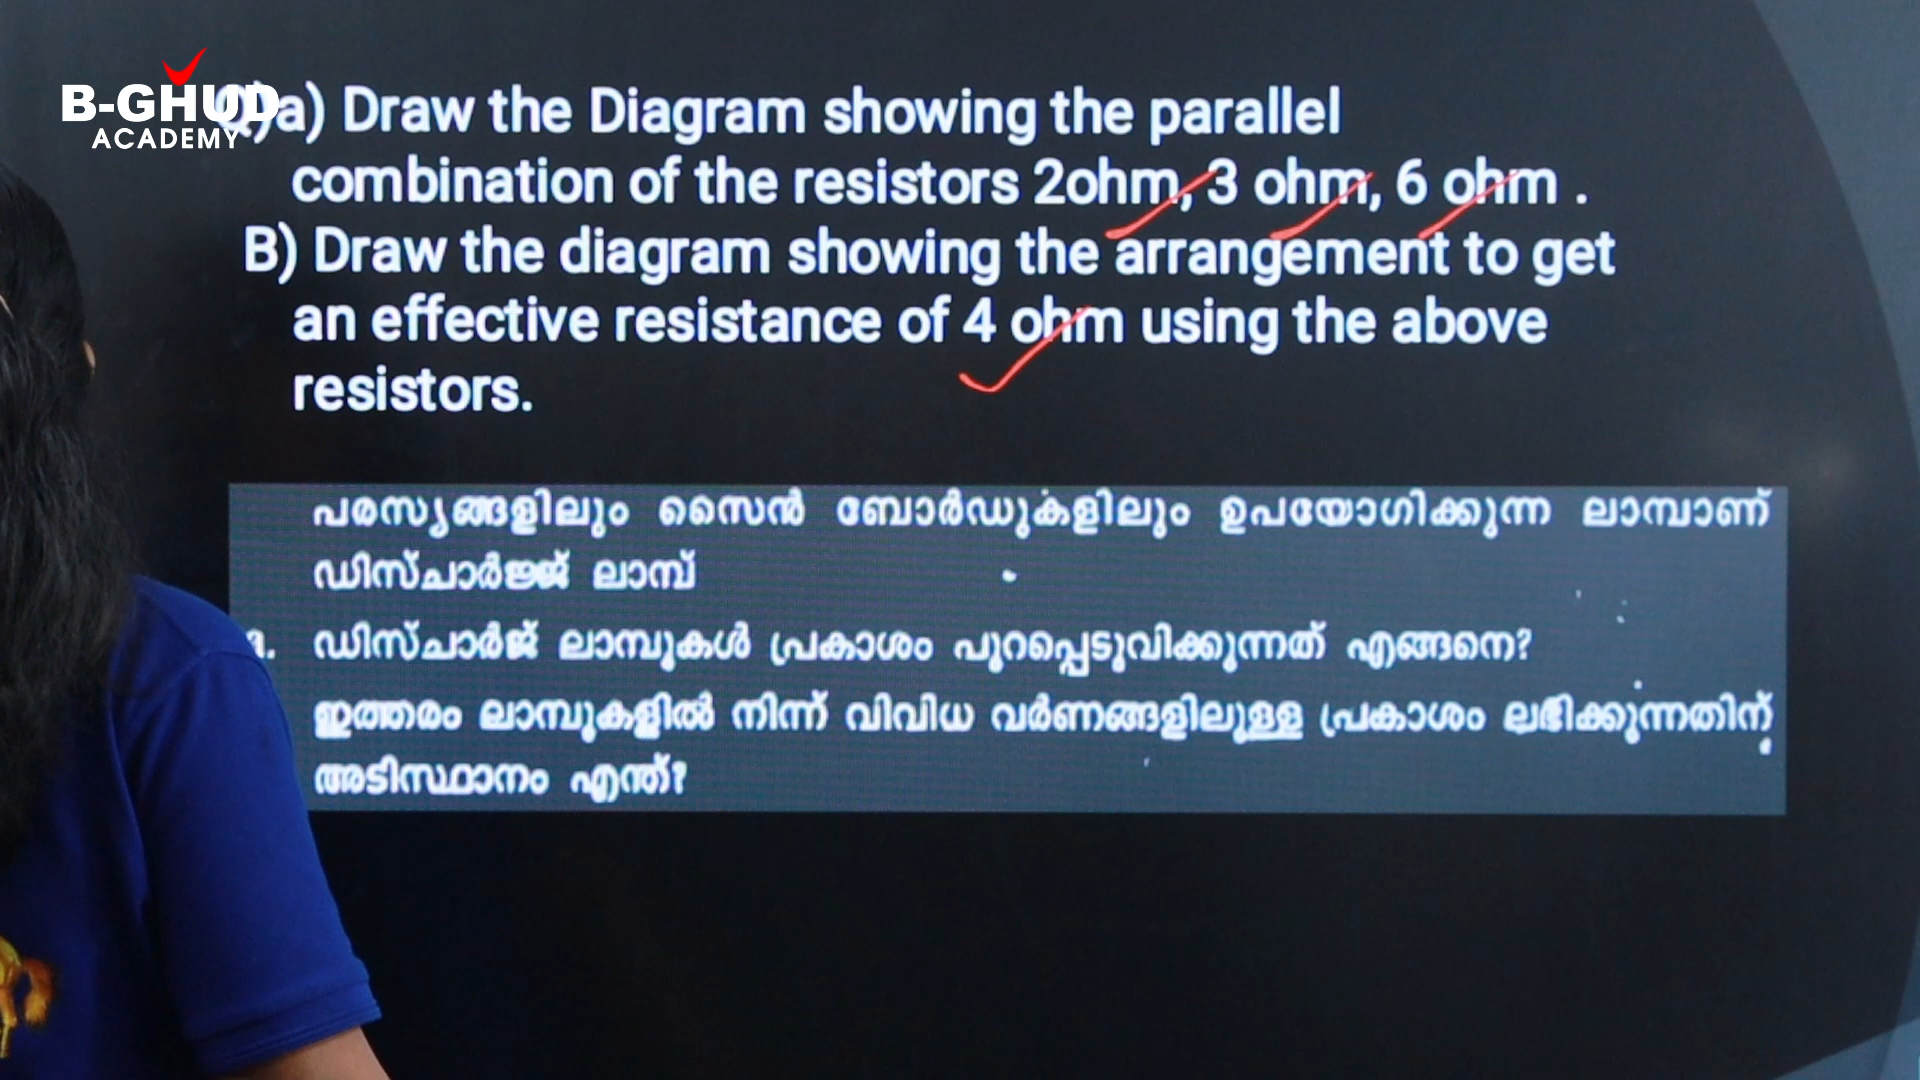 B-GHUD
ACADEMY
Q)a) Draw the Diagram showing the parallel
combination of the resistors 2ohm, 3 ohm, 6 ohm .
B) Draw the diagram showing the arrangement to get
an effective resistance of 4 ohm using the above
resistors.
പരസ്യങ്ങളിലും സൈൻ ബോർഡുകളിലും ഉപയോഗിക്കുന്ന ലാമ്പാണ്
ഡിസ്ചാർജ്ജ് ലാമ്പ്
a. ഡിസ്ചാർജ് ലാമ്പുകൾ പ്രകാശം പുറപ്പെടുവിക്കുന്നത് എങ്ങനെ?
ഇത്തരം ലാമ്പുകളിൽ നിന്ന് വിവിധ വർണങ്ങളിലുള്ള പ്രകാശം ലഭിക്കുന്നതിന്
അടിസ്ഥാനം എന്ത്?